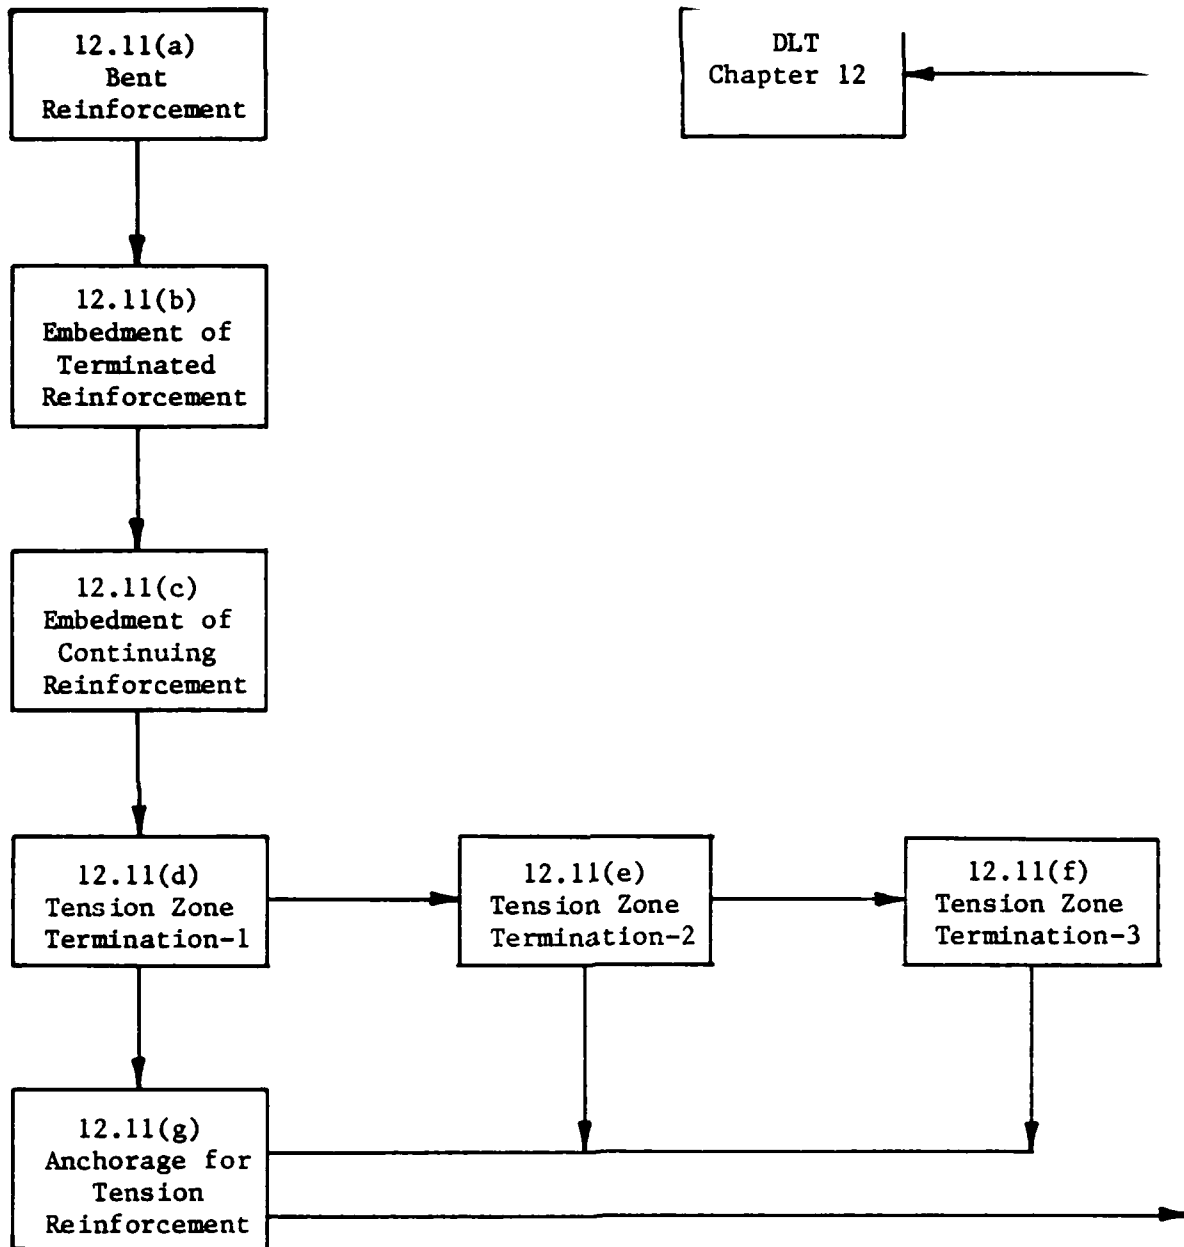 12.11(a)
Bent
Reinforcement
DLT
Chapter 12
12.11(b)
Embedment of
Terminated
Reinforcement
12.11(c)
Embedment of
Continuing
Reinforcement
12.11(d)
Tension Zone
Termination-1
12.11(e)
Tension Zone
Termination-2
12.11(f)
Tension Zone
Termination-3
12.11(g)
Anchorage for
Tension
Reinforcement